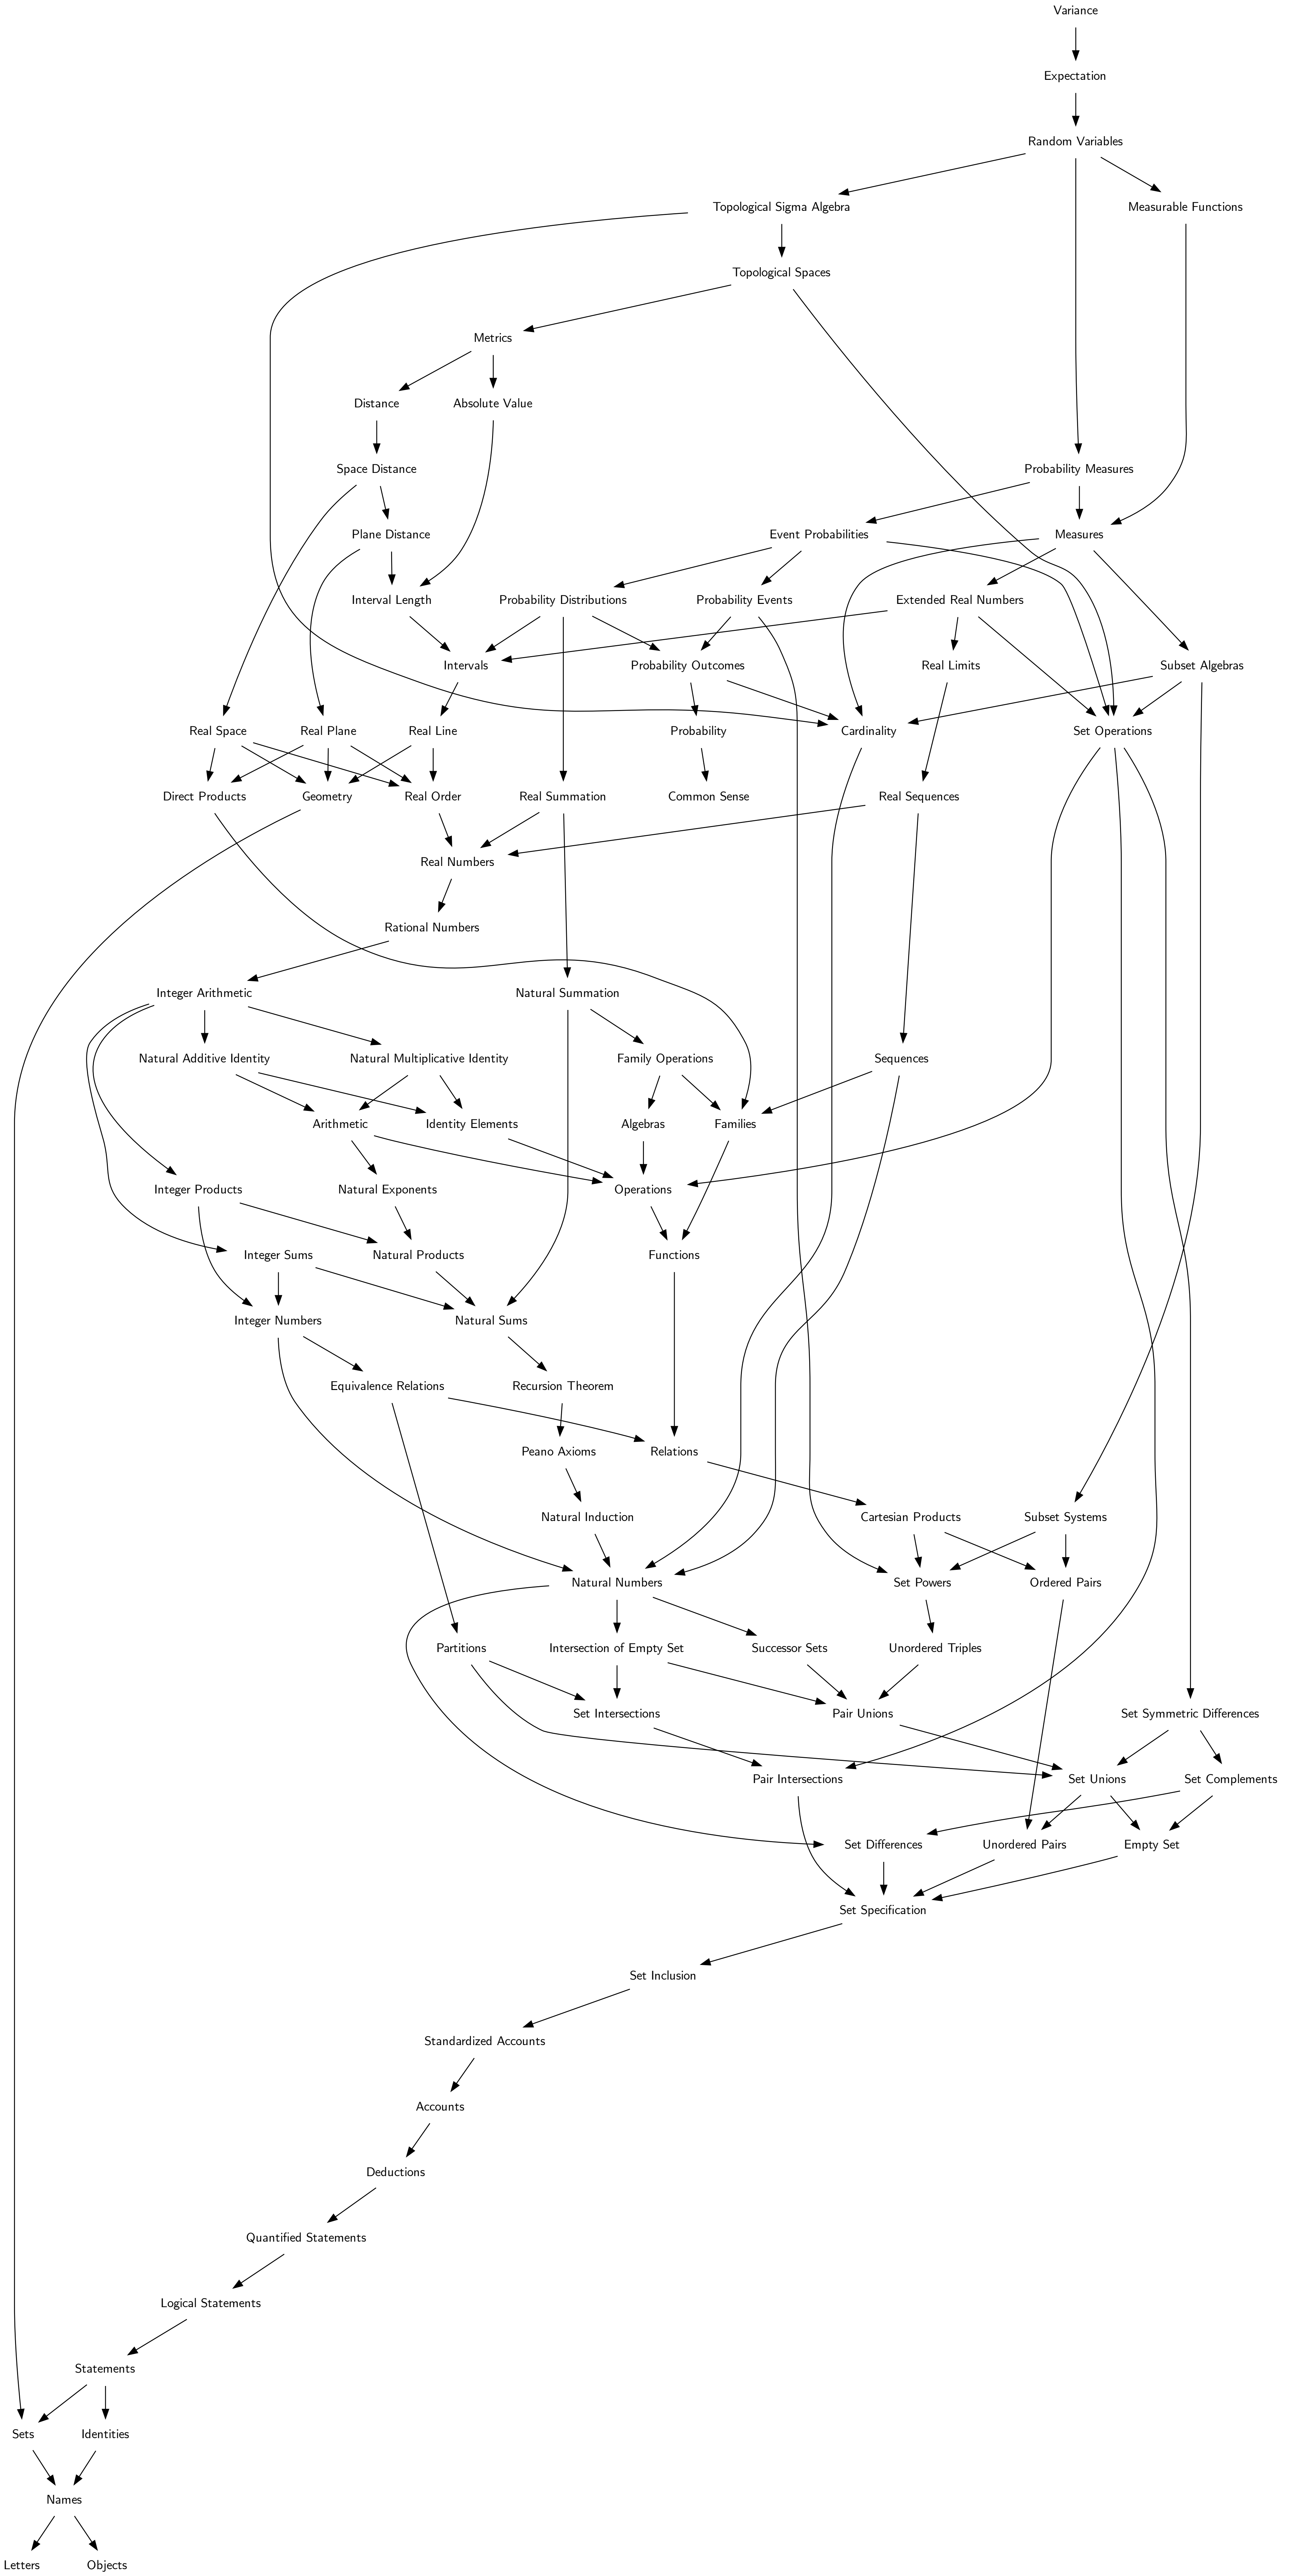 Variance
Expectation
Random Variables
Topological Sigma Algebra
Measurable Functions
Topological Spaces
Metrics
Distance
Absolute Value
Space Distance
Probability Measures
Plane Distance
Event Probabilities
Measures
Interval Length
Probability Distributions
Probability Events
Extended Real Numbers
Intervals
Probability Outcomes
Real Limits
Subset Algebras
Real Space
Real Plane
Real Line
Probability
Cardinality
Set Operations
Direct Products
Geometry
Real Order
Real Summation
Common Sense
Real Sequences
Real Numbers
Rational Numbers
Integer Arithmetic
Natural Summation
Natural Additive Identity
Natural Multiplicative Identity
Family Operations
Sequences
Arithmetic
Identity Elements
Algebras
Families
Integer Products
Natural Exponents
Operations
Integer Sums
Natural Products
Functions
Integer Numbers
Natural Sums
Equivalence Relations
Recursion Theorem
Peano Axioms
Relations
Natural Induction
Cartesian Products
Subset Systems
Natural Numbers
Set Powers
Ordered Pairs
Partitions
Intersection of Empty Set
Successor Sets
Unordered Triples
Set Intersections
Pair Unions
Set Symmetric Differences
Pair Intersections
Set Unions
Set Complements
Set Differences
Unordered Pairs
Empty Set
Set Specification
Set Inclusion
Standardized Accounts
Accounts
Deductions
Quantified Statements
Logical Statements
Statements
Sets
Identities
Names
Letters
Objects